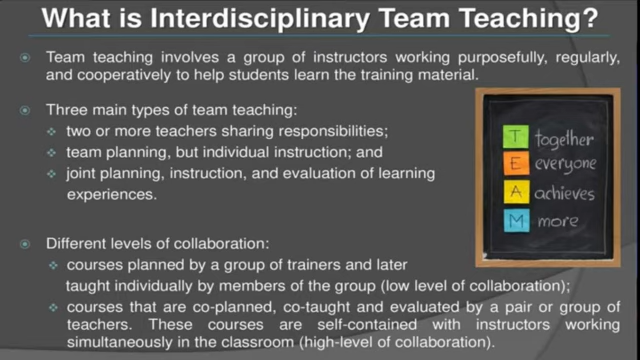 What is Interdisciplinary Team Teaching?
Team teaching involves a group of instructors working purposefully, regularly,
and cooperatively to help students learn the training material.
Three main types of team teaching:
two or more teachers sharing responsibilities;
team planning, but individual instruction; and
joint planning, instruction, and evaluation of learning
experiences.
T together
E everyone
A achieves
M more
Different levels of collaboration:
courses planned by a group of trainers and later
taught individually by members of the group (low level of collaboration);
courses that are co-planned, co-taught and evaluated by a pair or group of
teachers. These courses are self-contained with instructors working
simultaneously in the classroom (high-level of collaboration).